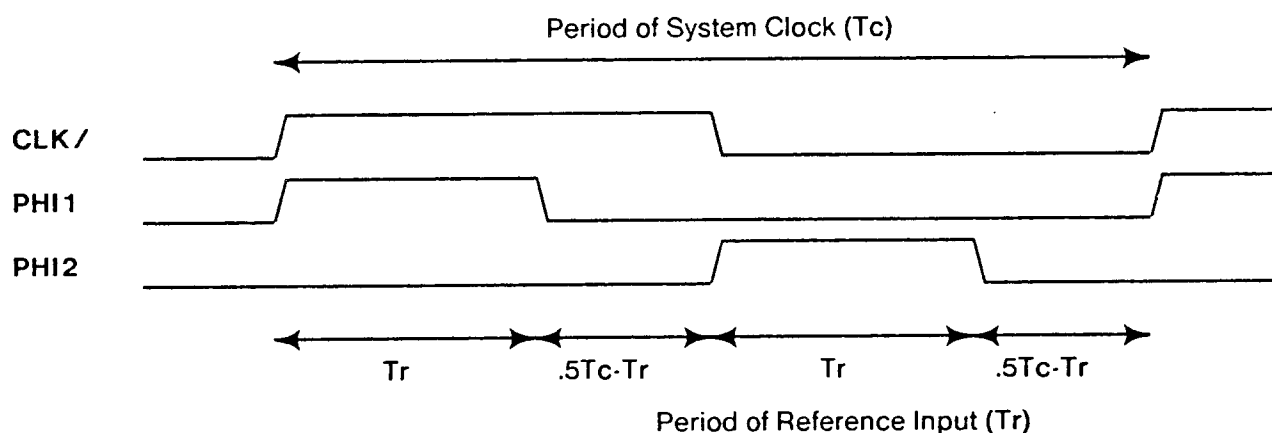 Period of System Clock (Tc)
CLK/
PHI1
PHI2
Tr
.5Tc-Tr
Tr
.5Tc-Tr
Period of Reference Input (Tr)